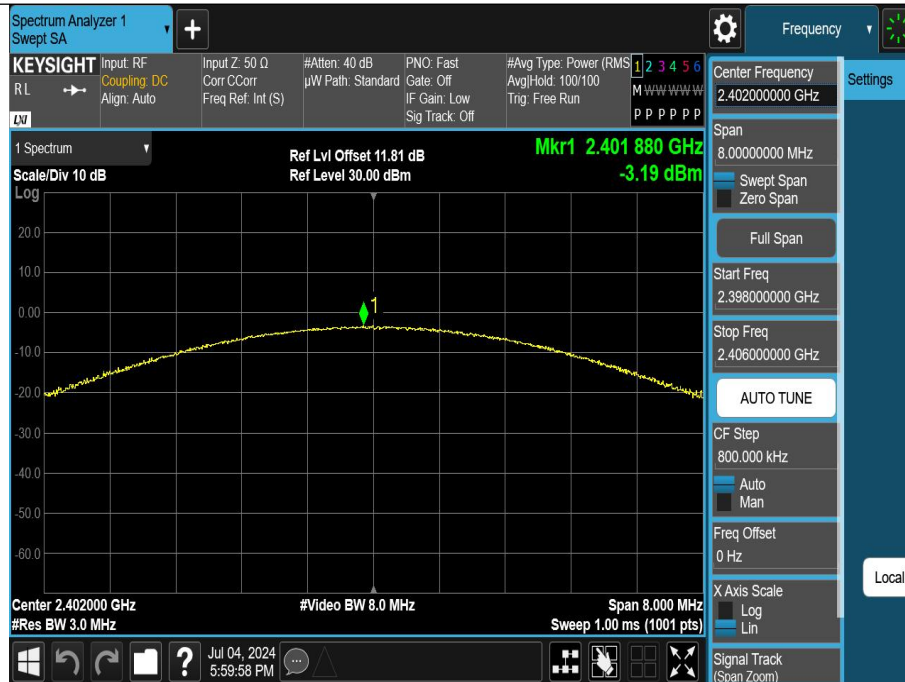 Spectrum Analyzer 1
Swept SA
+
Frequency
KEYSIGHT
RL
LXI
Input: RF
Coupling: DC
Align: Auto
Input Z: 50 Ω
Corr CCorr
Freq Ref: Int (S)
#Atten: 40 dB
µW Path: Standard
PNO: Fast
Gate: Off
IF Gain: Low
Sig Track: Off
#Avg Type: Power (RMS
Avg|Hold: 100/100
Trig: Free Run
1 2 3 4 5 6
M W W W W W
P P P P P P
1 Spectrum
Scale/Div 10 dB
Log
Ref Lvl Offset 11.81 dB
Ref Level 30.00 dBm
Mkr1 2.401 880 GHz
-3.19 dBm
20.0
10.0
0.00
-10.0
-20.0
-30.0
-40.0
-50.0
-60.0
1
Center 2.402000 GHz
#Res BW 3.0 MHz
#Video BW 8.0 MHz
Span 8.000 MHz
Sweep 1.00 ms (1001 pts)
Center Frequency
2.402000000 GHz
Span
8.00000000 MHz
Swept Span
Zero Span
Full Span
Start Freq
2.398000000 GHz
Stop Freq
2.406000000 GHz
AUTO TUNE
CF Step
800.000 kHz
Auto
Man
Freq Offset
0 Hz
X Axis Scale
Log
Lin
Signal Track
(Span Zoom)
Settings
Local
?
Jul 04, 2024
5:59:58 PM